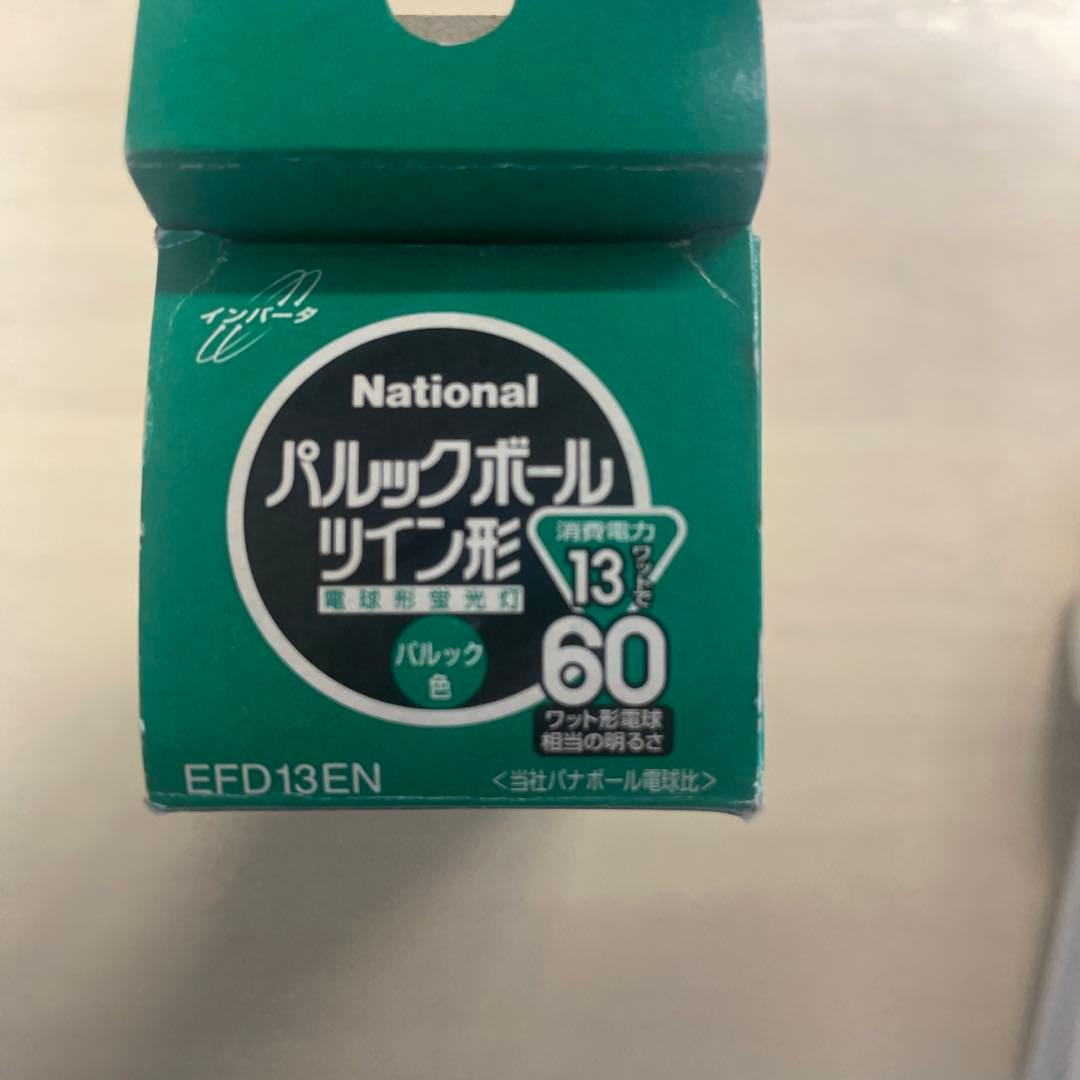 インバータ
National
パルックボール
ツイン形
電球形蛍光灯
パルック
色
消費電力
13ワットで
60
ワット形電球
相当の明るさ
EFD13EN
<当社パナボール電球比>